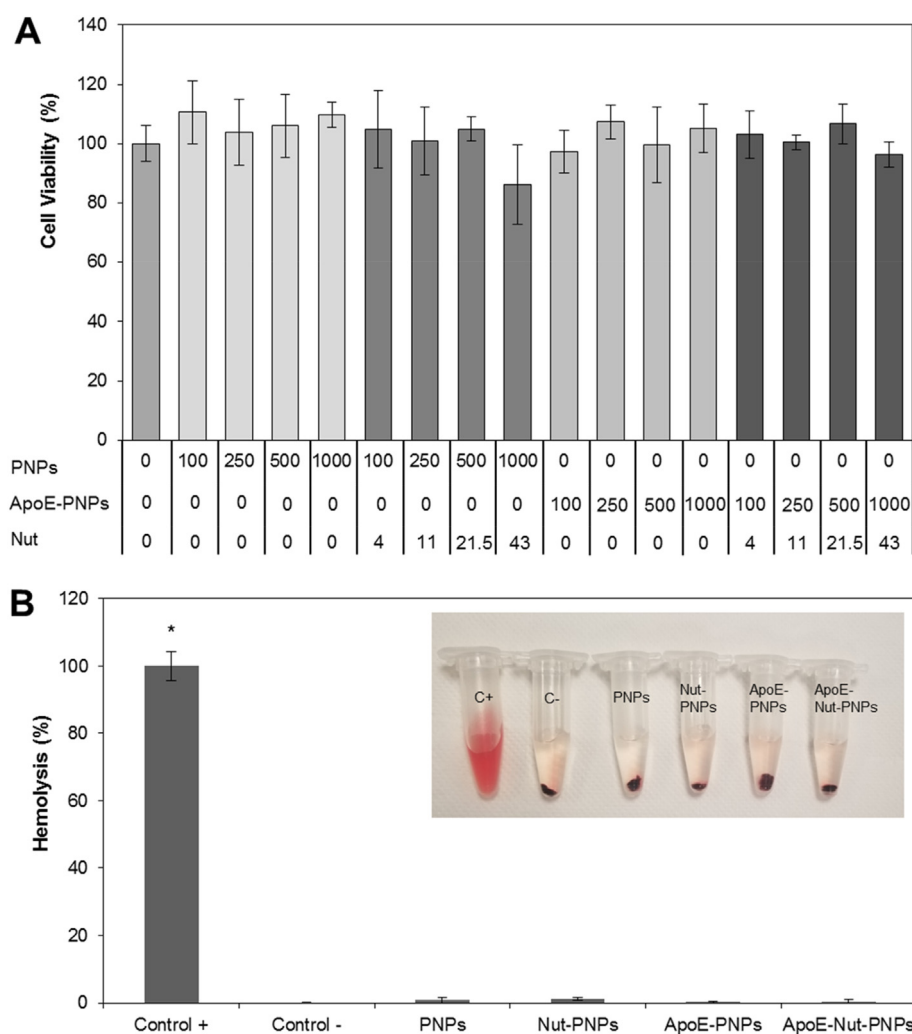 A
Cell Viability (%)
140
120
100
80
60
40
20
0
PNPs 0 100 250 500 1000 100 250 500 1000 0 0 0 0 0 0 0 0
ApoE-PNPs 0 0 0 0 0 0 0 0 0 100 250 500 1000 100 250 500 1000
Nut 0 0 0 0 0 4 11 21.5 43 0 0 0 0 4 11 21.5 43
B
Hemolysis (%)
120
100
80
60
40
20
0
*
C+
C-
PNPs
Nut-
PNPs
ApoE-
PNPs
ApoE-
Nut-PNPs
Control + Control - PNPs Nut-PNPs ApoE-PNPs ApoE-Nut-PNPs